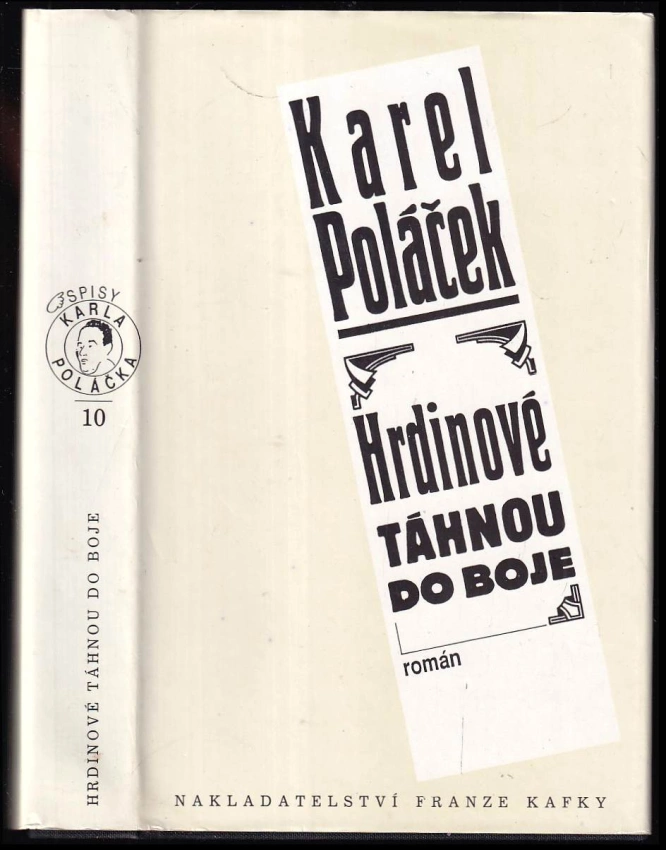 SPISY
KARLA
POLÁČKA
10
HRDINOVÉ TÁHNOU DO BOJE
Karel
Poláček
Hrdinové
TÁHNOU
DO BOJE
román
NAKLADATELSTVÍ FRANZE KAFKY